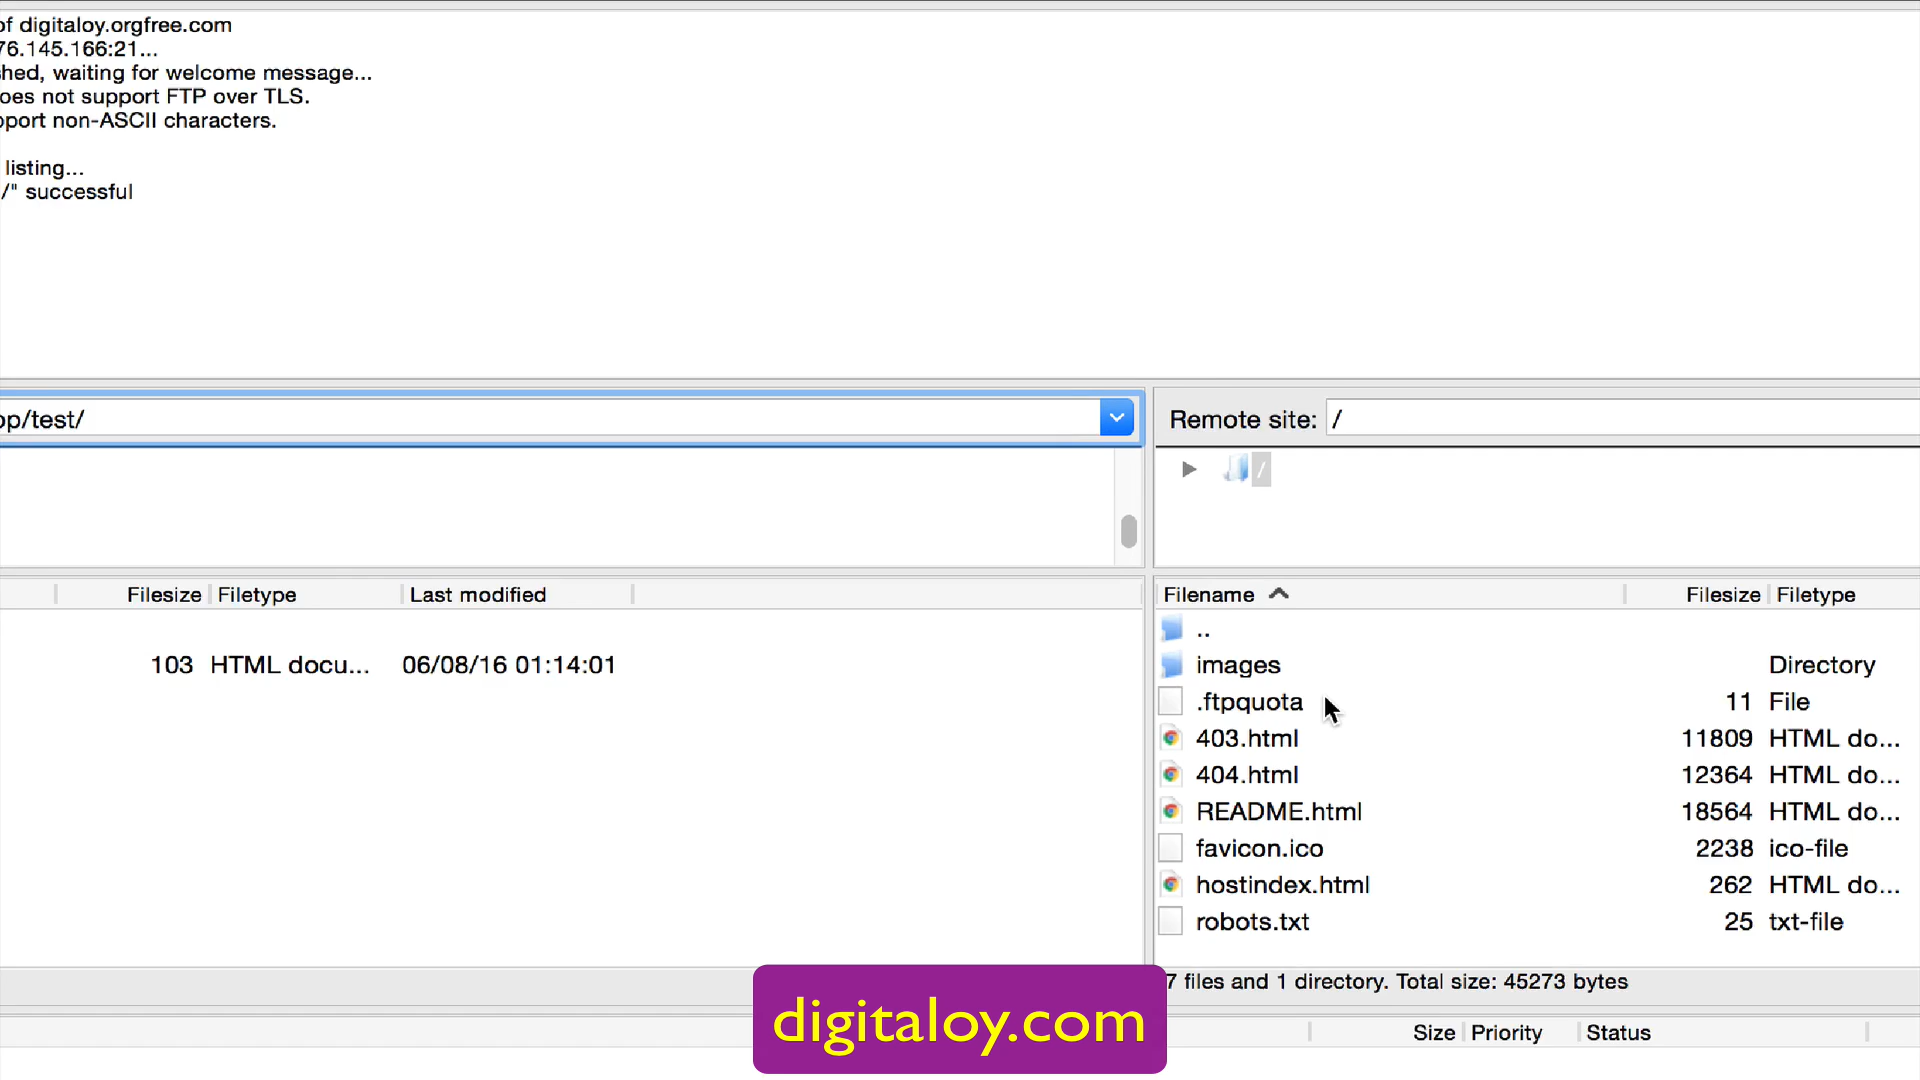 of digitaloy.orgfree.com
76.145.166:21...
shed, waiting for welcome message...
oes not support FTP over TLS.
pport non-ASCII characters.
listing...
/" successful
op/test/
Remote site: /
/
Filesize Filetype Last modified
103 HTML docu... 06/08/16 01:14:01
Filename Filesize Filetype
..
images Directory
.ftpquota 11 File
403.html 11809 HTML do...
404.html 12364 HTML do...
README.html 18564 HTML do...
favicon.ico 2238 ico-file
hostindex.html 262 HTML do...
robots.txt 25 txt-file
7 files and 1 directory. Total size: 45273 bytes
digitaloy.com
Size Priority Status